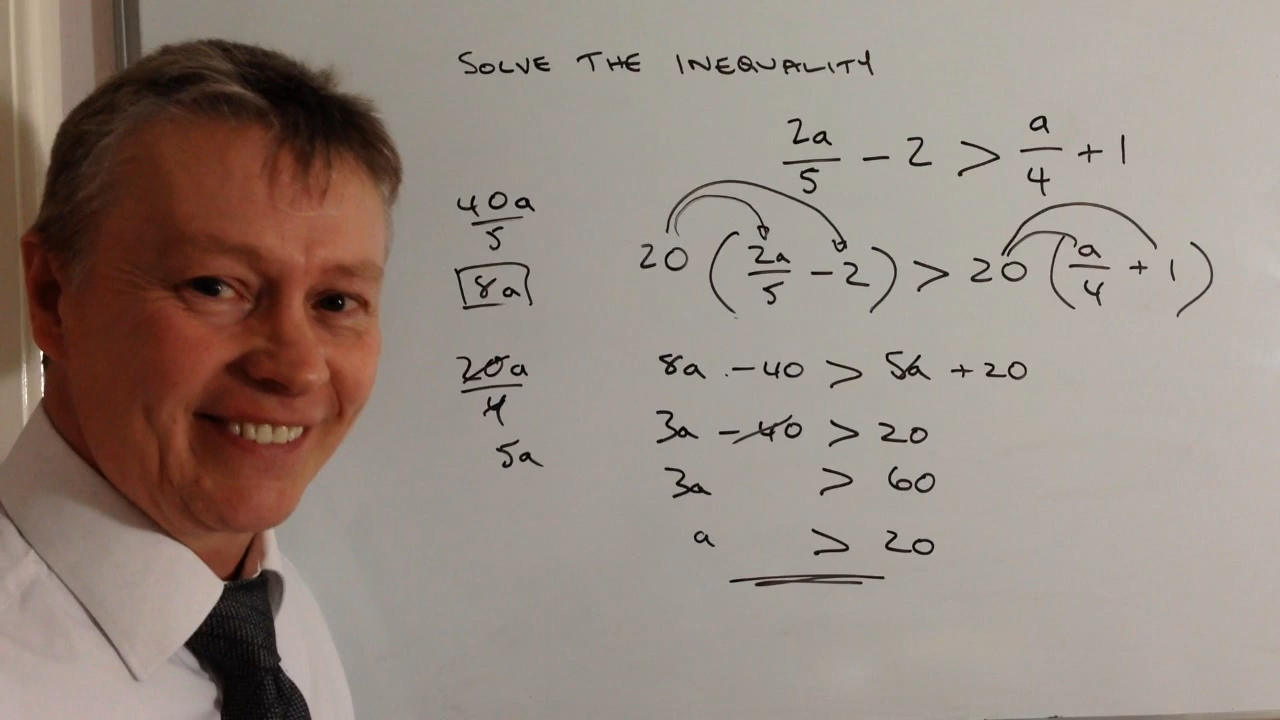 SOLVE THE INEQUALITY
2a/5 - 2 > a/4 + 1
40a/5
20 (2a/5 - 2) > 20 (a/4 + 1)
8a
20a/4
8a - 40 > 5a + 20
3a - 40 > 20
5a
3a > 60
a > 20